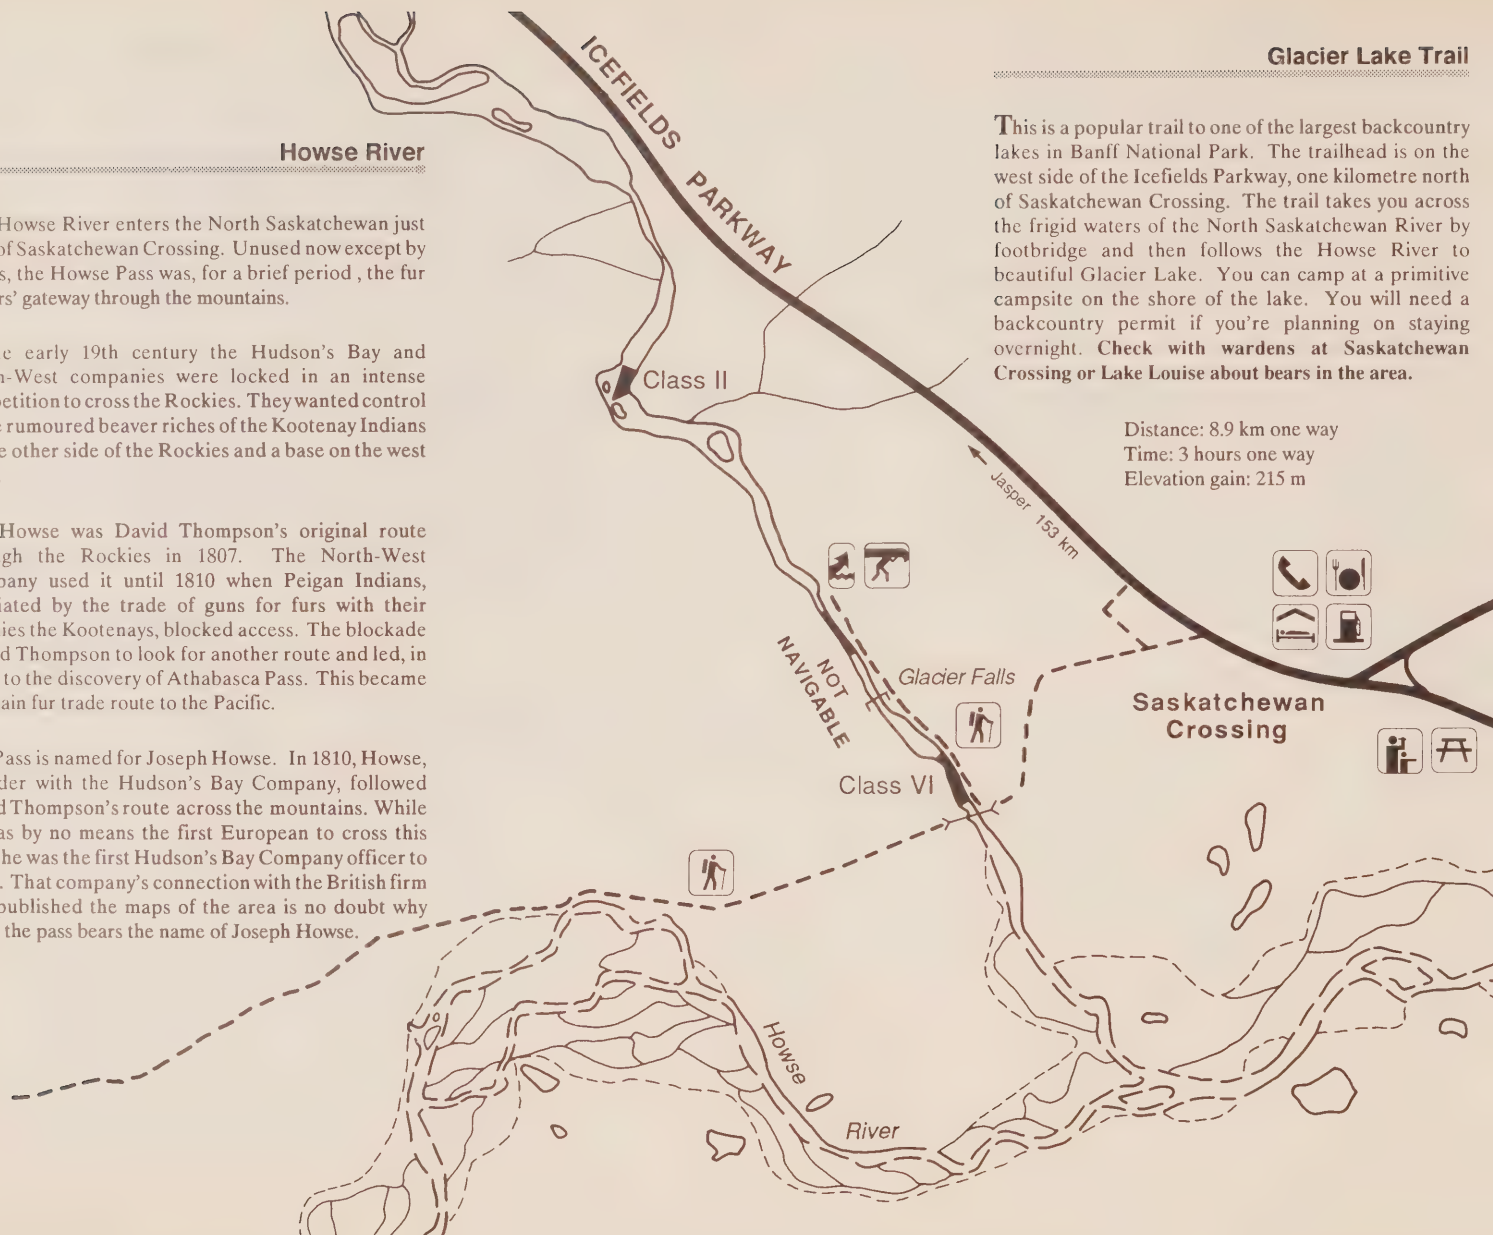 Howse River
Howse River enters the North Saskatchewan just
of Saskatchewan Crossing. Unused now except by
s, the Howse Pass was, for a brief period , the fur
rs' gateway through the mountains.
e early 19th century the Hudson's Bay and
-West companies were locked in an intense
petition to cross the Rockies. They wanted control
rumoured beaver riches of the Kootenay Indians
e other side of the Rockies and a base on the west
Howse was David Thompson's original route
gh the Rockies in 1807. The North-West
pany used it until 1810 when Peigan Indians,
iated by the trade of guns for furs with their
ies the Kootenays, blocked access. The blockade
d Thompson to look for another route and led, in
to the discovery of Athabasca Pass. This became
ain fur trade route to the Pacific.
Pass is named for Joseph Howse. In 1810, Howse,
der with the Hudson's Bay Company, followed
d Thompson's route across the mountains. While
as by no means the first European to cross this
he was the first Hudson's Bay Company officer to
. That company's connection with the British firm
published the maps of the area is no doubt why
the pass bears the name of Joseph Howse.
ICEFIELDS PARKWAY
Glacier Lake Trail
This is a popular trail to one of the largest backcountry
lakes in Banff National Park. The trailhead is on the
west side of the Icefields Parkway, one kilometre north
of Saskatchewan Crossing. The trail takes you across
the frigid waters of the North Saskatchewan River by
footbridge and then follows the Howse River to
beautiful Glacier Lake. You can camp at a primitive
campsite on the shore of the lake. You will need a
backcountry permit if you're planning on staying
overnight. Check with wardens at Saskatchewan
Crossing or Lake Louise about bears in the area.
Distance: 8.9 km one way
Time: 3 hours one way
Elevation gain: 215 m
Class II
Jasper 153 km
NOT
NAVIGABLE
Glacier Falls
Saskatchewan
Crossing
Class VI
Howse
River